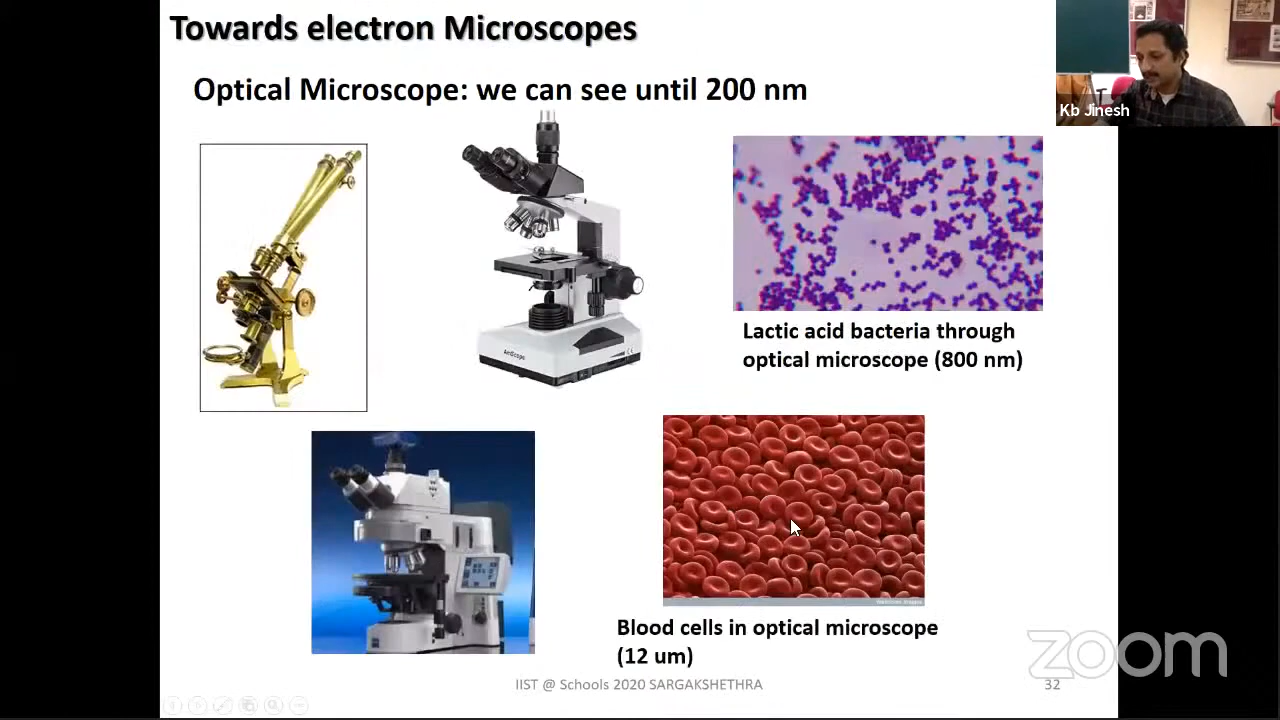 Towards electron Microscopes
Kb Jinesh
Optical Microscope: we can see until 200 nm
AmScope
Lactic acid bacteria through
optical microscope (800 nm)
Blood cells in optical microscope
(12 um)
IIST @ Schools 2020 SARGAKSHETHRA
32
zoom